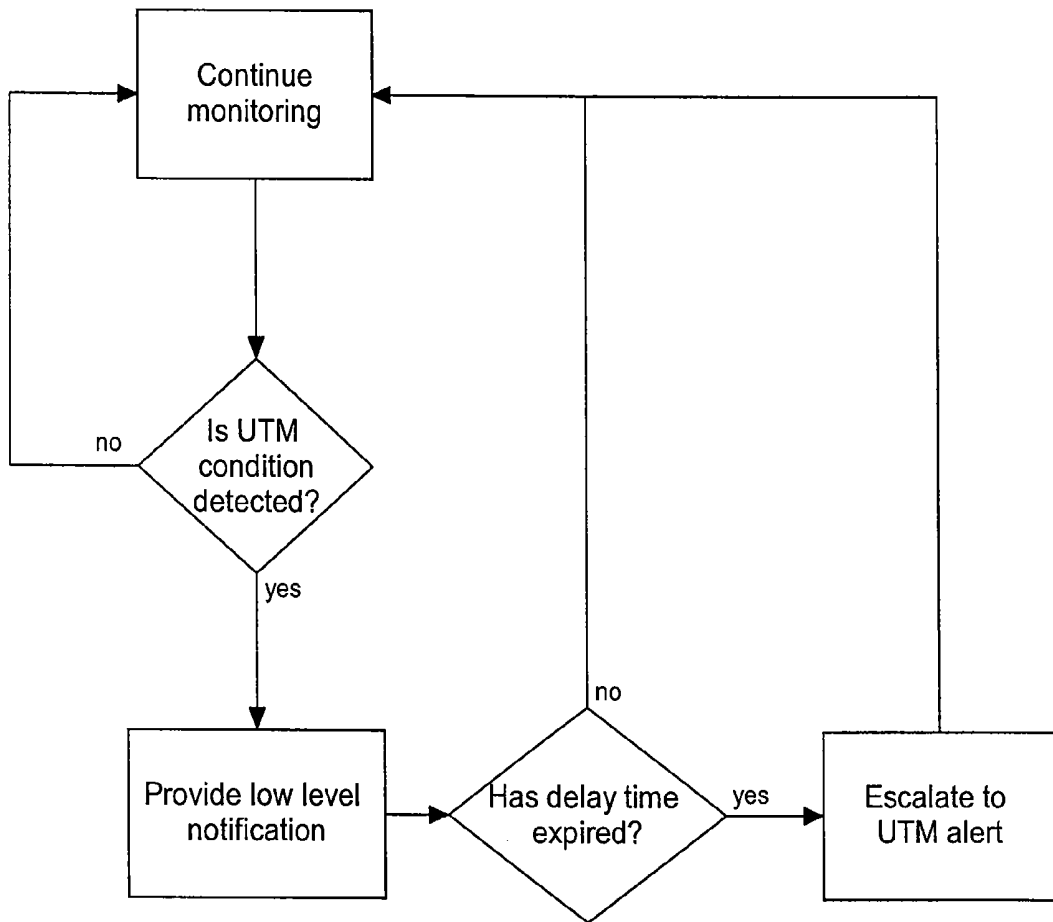 Continue
monitoring
no
Is UTM
condition
detected?
yes
no
Provide low level
notification
Has delay time
expired?
yes
Escalate to
UTM alert